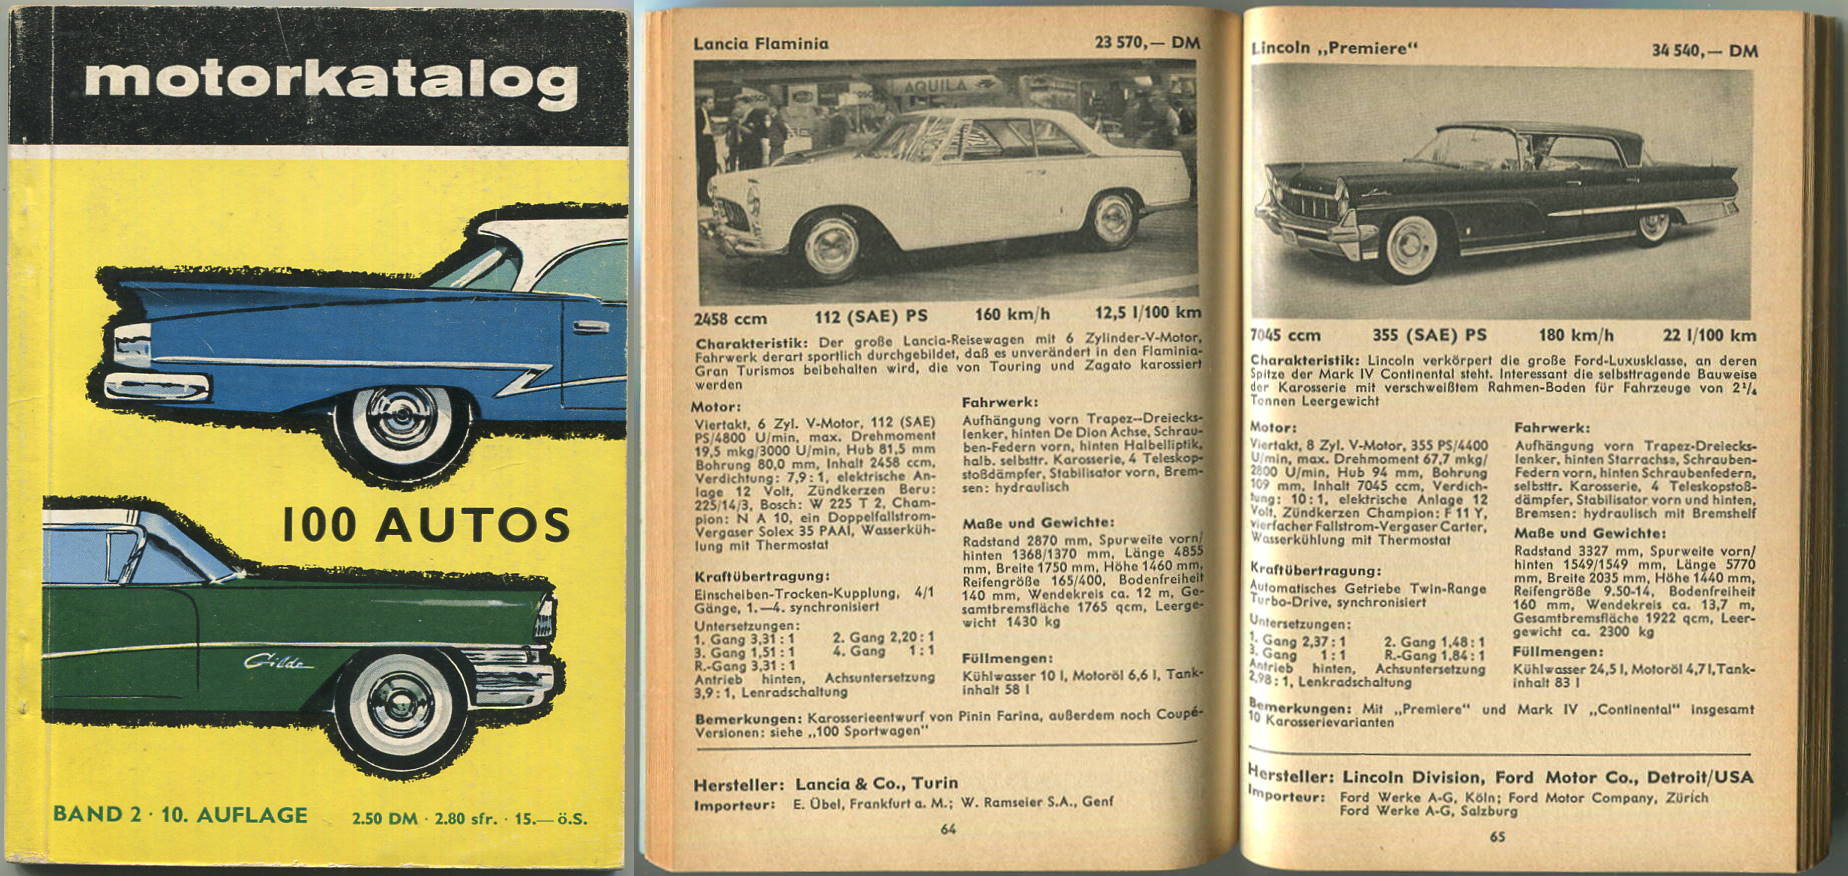 motorkatalog
100 AUTOS
Gilda
BAND 2 · 10. AUFLAGE
2.50 DM · 2.80 sfr. · 15.— ö.S.
Lancia Flaminia 23 570,— DM
AQUILA
2458 ccm 112 (SAE) PS 160 km/h 12,5 l/100 km
Charakteristik: Der große Lancia-Reisewagen mit 6 Zylinder-V-Motor,
Fahrwerk derart sportlich durchgebildet, daß es unverändert in den Flaminia-
Gran Turismos beibehalten wird, die von Touring und Zagato karossiert
werden
Motor:
Viertakt, 6 Zyl. V-Motor, 112 (SAE)
PS/4800 U/min, max. Drehmoment
19,5 mkg/3000 U/min, Hub 81,5 mm
Bohrung 80,0 mm, Inhalt 2458 ccm,
Verdichtung: 7,9 : 1, elektrische An-
lage 12 Volt, Zündkerzen Beru:
225/14/3, Bosch: W 225 T 2, Cham-
pion: N A 10, ein Doppelfallstrom-
Vergaser Solex 35 PAAI, Wasserküh-
lung mit Thermostat
Kraftübertragung:
Einscheiben-Trocken-Kupplung, 4/1
Gänge, 1.—4. synchronisiert
Untersetzungen:
1. Gang 3,31 : 1 2. Gang 2,20 : 1
3. Gang 1,51 : 1 4. Gang 1 : 1
R.-Gang 3,31 : 1
Antrieb hinten, Achsuntersetzung
3,9 : 1, Lenradschaltung
Fahrwerk:
Aufhängung vorn Trapez--Dreiecks-
lenker, hinten De Dion Achse, Schrau-
ben-Federn vorn, hinten Halbelliptik,
halb. selbsttr. Karosserie, 4 Teleskop-
stoßdämpfer, Stabilisator vorn, Brem-
sen: hydraulisch
Maße und Gewichte:
Radstand 2870 mm, Spurweite vorn/
hinten 1368/1370 mm, Länge 4855
mm, Breite 1750 mm, Höhe 1460 mm,
Reifengröße 165/400, Bodenfreiheit
140 mm, Wendekreis ca. 12 m, Ge-
samtbremsfläche 1765 qcm, Leerge-
wicht 1430 kg
Füllmengen:
Kühlwasser 10 l, Motoröl 6,6 l, Tank-
inhalt 58 l
Bemerkungen: Karosserieentwurf von Pinin Farina, außerdem noch Coupé-
Versionen: siehe „100 Sportwagen“
Hersteller: Lancia & Co., Turin
Importeur: E. Übel, Frankfurt a. M.; W. Ramseier S.A., Genf
64
Lincoln „Premiere“ 34 540,— DM
7045 ccm 355 (SAE) PS 180 km/h 22 l/100 km
Charakteristik: Lincoln verkörpert die große Ford-Luxusklasse, an deren
Spitze der Mark IV Continental steht. Interessant die selbsttragende Bauweise
der Karosserie mit verschweißtem Rahmen-Boden für Fahrzeuge von 2¼
Tonnen Leergewicht
Motor:
Viertakt, 8 Zyl. V-Motor, 355 PS/4400
U/min, max. Drehmoment 67,7 mkg/
2800 U/min, Hub 94 mm, Bohrung
109 mm, Inhalt 7045 ccm, Verdich-
tung: 10 : 1, elektrische Anlage 12
Volt, Zündkerzen Champion: F 11 Y,
vierfacher Fallstrom-Vergaser Carter,
Wasserkühlung mit Thermostat
Kraftübertragung:
Automatisches Getriebe Twin-Range
Turbo-Drive, synchronisiert
Untersetzungen:
1. Gang 2,37 : 1 2. Gang 1,48 : 1
3. Gang 1 : 1 R.-Gang 1,84 : 1
Antrieb hinten, Achsuntersetzung
2,98 : 1, Lenkradschaltung
Fahrwerk:
Aufhängung vorn Trapez-Dreiecks-
lenker, hinten Starrachse, Schrauben-
Federn vorn, hinten Schraubenfedern,
selbsttr. Karosserie, 4 Teleskopstoß-
dämpfer, Stabilisator vorn und hinten,
Bremsen: hydraulisch mit Bremshelf
Maße und Gewichte:
Radstand 3327 mm, Spurweite vorn/
hinten 1549/1549 mm, Länge 5770
mm, Breite 2035 mm, Höhe 1440 mm,
Reifengröße 9.50-14, Bodenfreiheit
160 mm, Wendekreis ca. 13,7 m,
Gesamtbremsfläche 1922 qcm, Leer-
gewicht ca. 2300 kg
Füllmengen:
Kühlwasser 24,5 l, Motoröl 4,7 l, Tank-
inhalt 83 l
Bemerkungen: Mit „Premiere“ und Mark IV „Continental“ insgesamt
10 Karosserievarianten
Hersteller: Lincoln Division, Ford Motor Co., Detroit/USA
Importeur: Ford Werke A-G, Köln; Ford Motor Company, Zürich
Ford Werke A-G, Salzburg
65